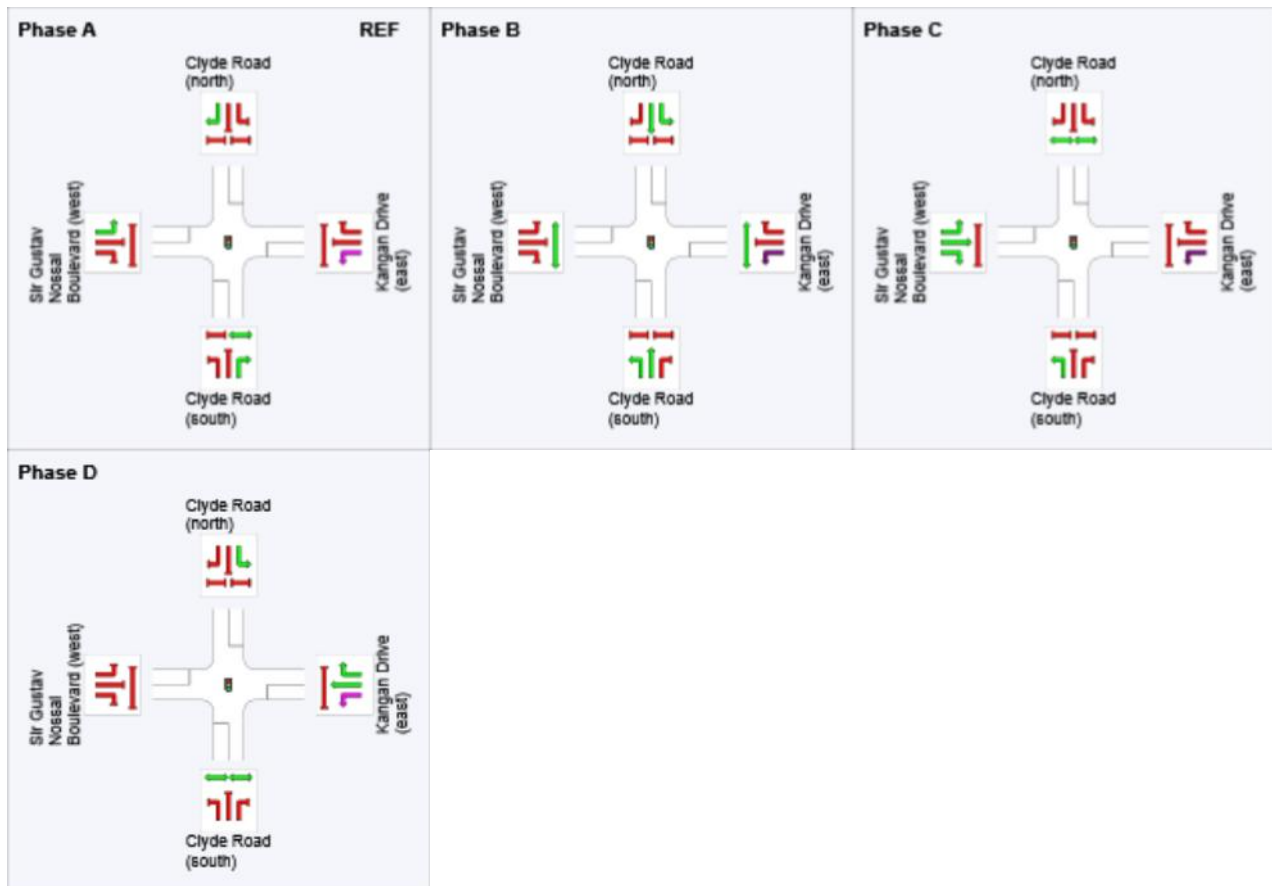 Phase A
REF
Clyde Road
(north)
Sir Gustav
Nossal
Boulevard (west)
Kangan Drive
(east)
Clyde Road
(south)
Phase B
Clyde Road
(north)
Sir Gustav
Nossal
Boulevard (west)
Kangan Drive
(east)
Clyde Road
(south)
Phase C
Clyde Road
(north)
Sir Gustav
Nossal
Boulevard (west)
Kangan Drive
(east)
Clyde Road
(south)
Phase D
Clyde Road
(north)
Sir Gustav
Nossal
Boulevard (west)
Kangan Drive
(east)
Clyde Road
(south)